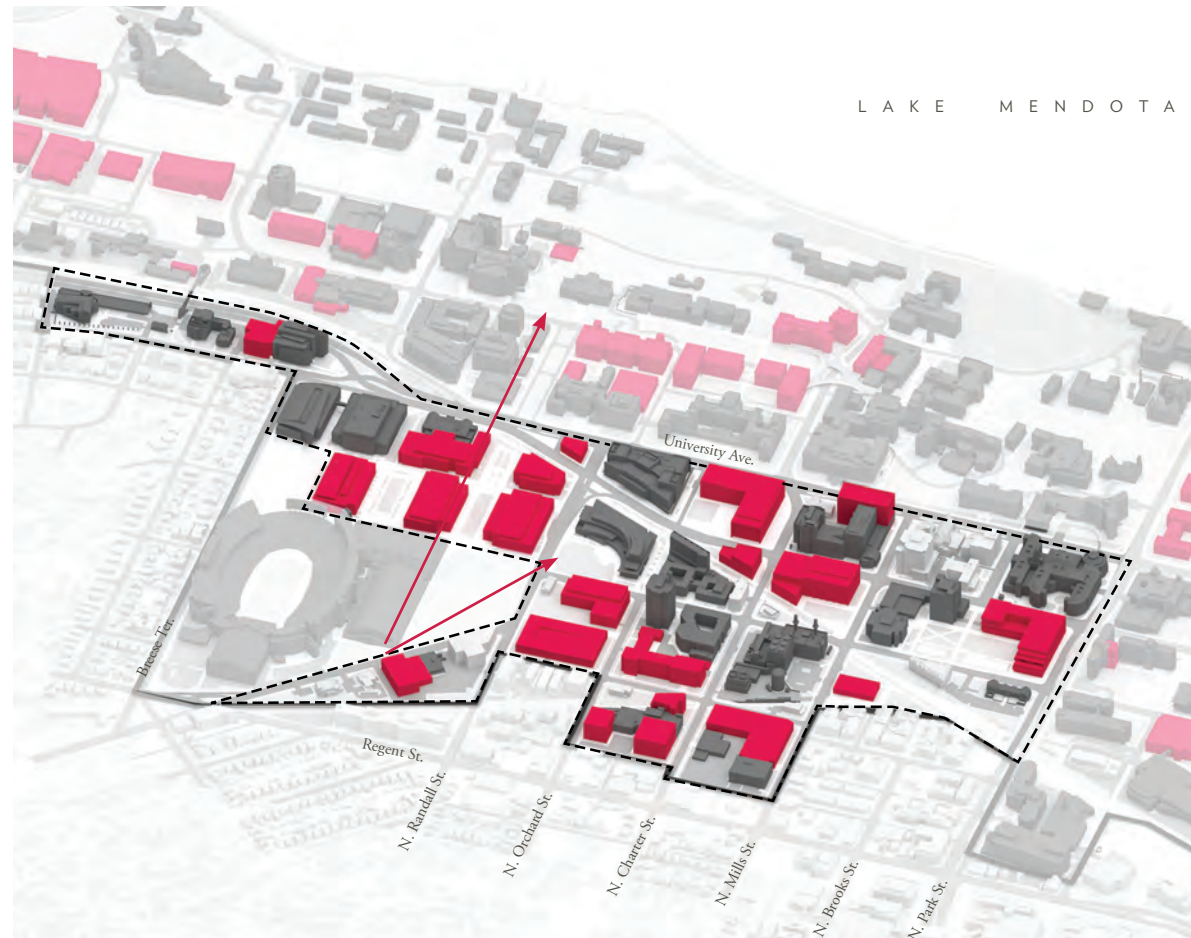 LAKE MENDOTA
University Ave.
Breese Ter.
Regent St.
N. Randall St.
N. Orchard St.
N. Charter St.
N. Mills St.
N. Brooks St.
N. Park St.